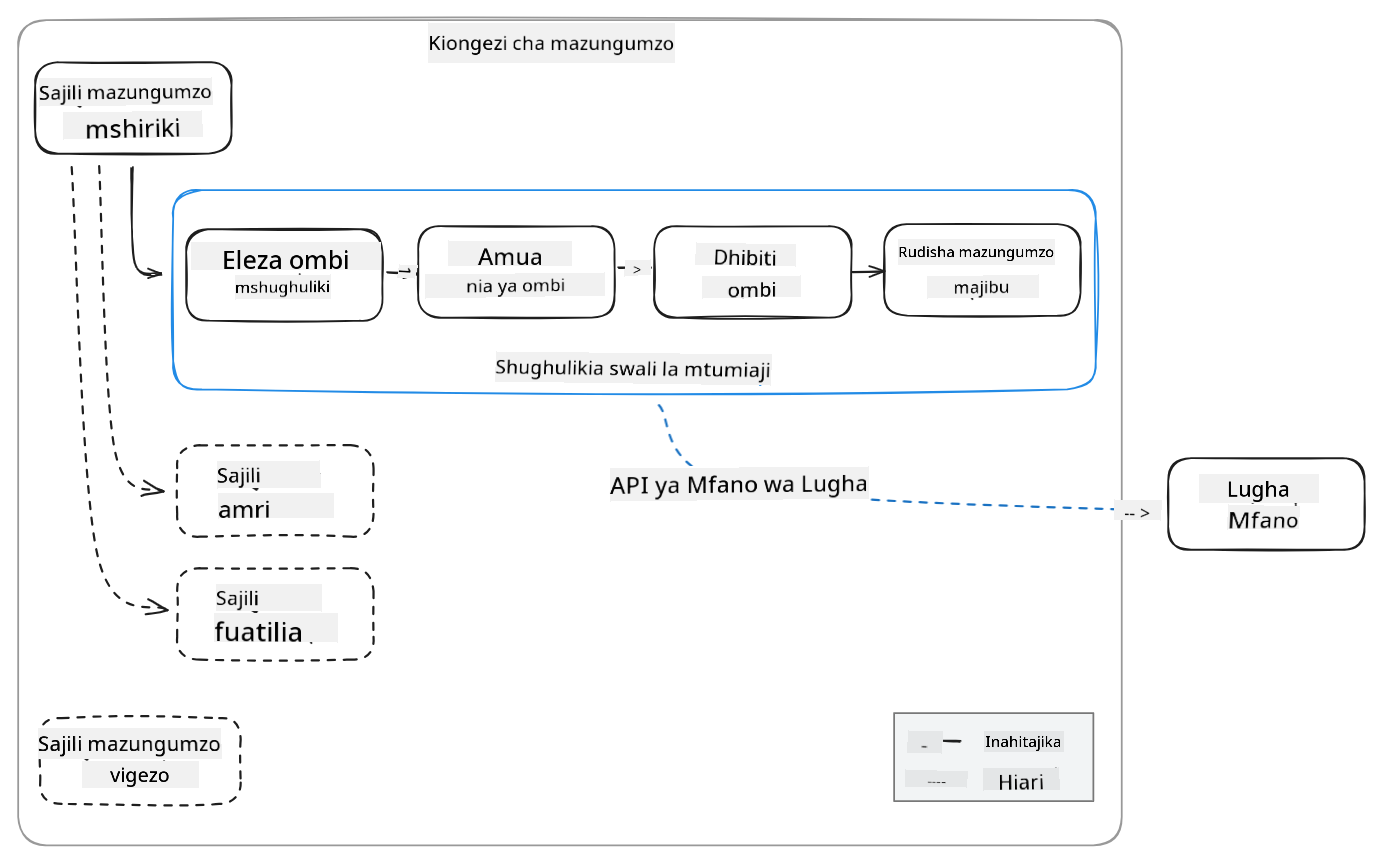 Kiongezi cha mazungumzo
Sajili mazungumzo
mshiriki
Eleza ombi
mshughuliki
Amua
nia ya ombi
>
Dhibiti
ombi
Rudisha mazungumzo
majibu
Shughulikia swali la mtumiaji
Sajili
amri
API ya Mfano wa Lugha
-- >
Lugha
Mfano
Sajili
fuatilia
Sajili mazungumzo
vigezo
Inahitajika
---- Hiari